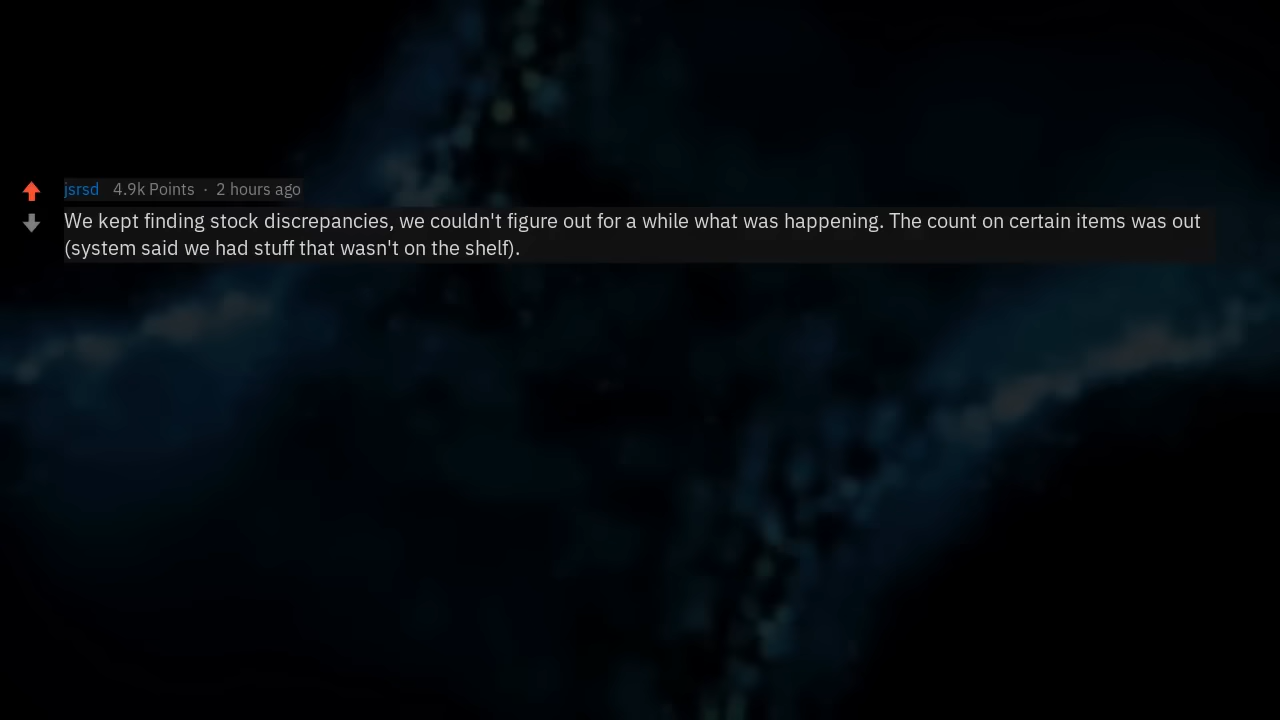 jsrsd 4.9k Points · 2 hours ago
We kept finding stock discrepancies, we couldn't figure out for a while what was happening. The count on certain items was out
(system said we had stuff that wasn't on the shelf).